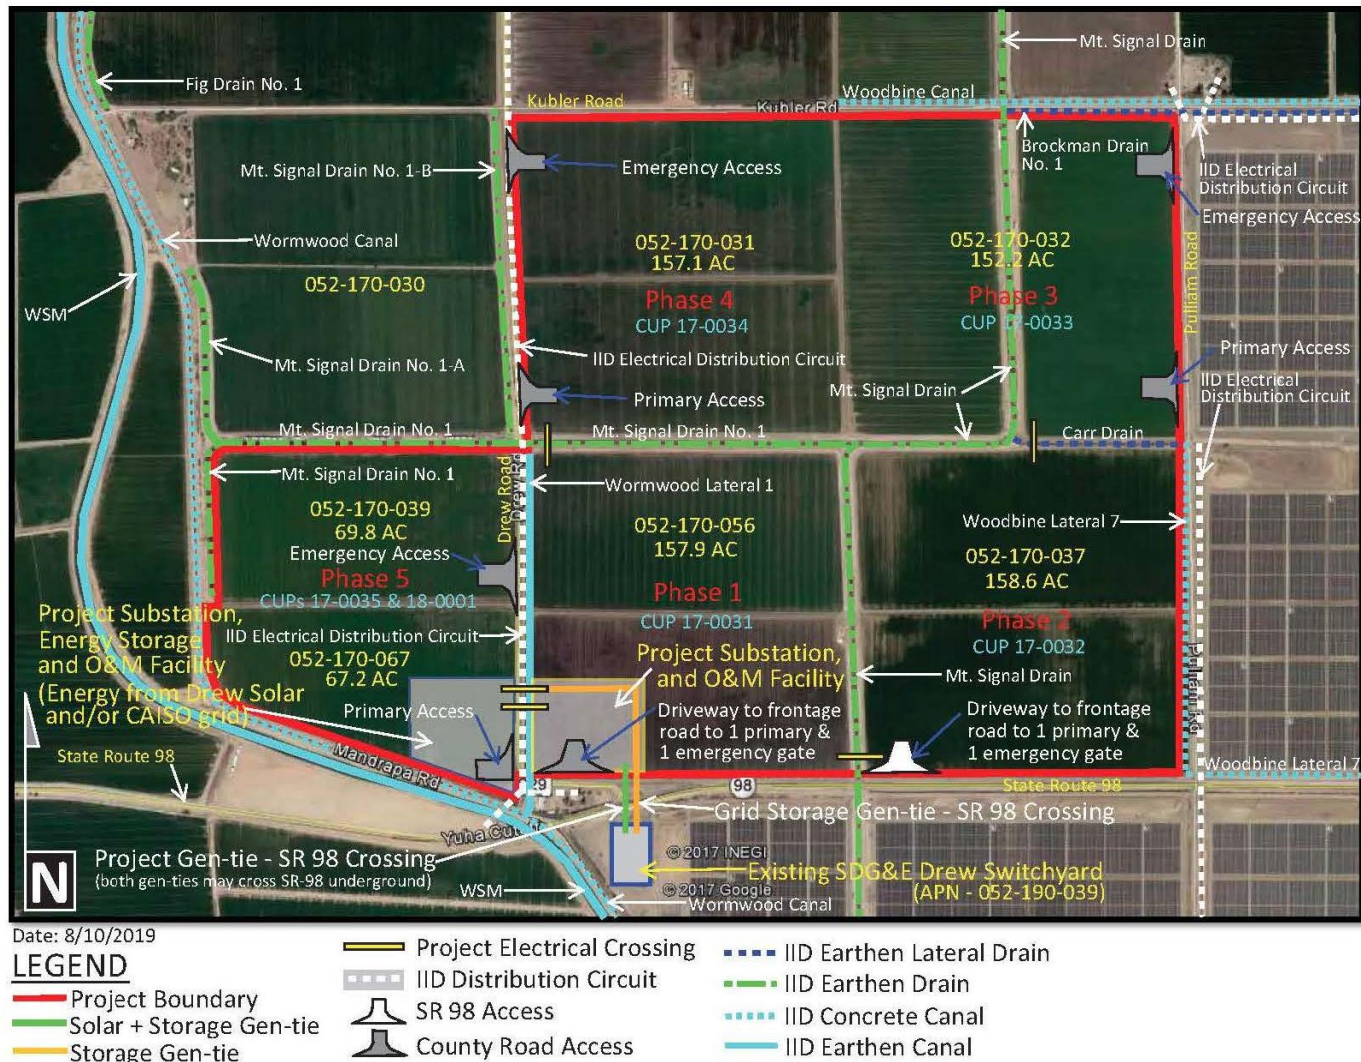 Mt. Signal Drain
Fig Drain No. 1
Woodbine Canal
Kubler Road
Kubler Rd
Brockman Drain
No. 1
Mt. Signal Drain No. 1-B
Emergency Access
IID Electrical
Distribution Circuit
Emergency Access
Wormwood Canal
052-170-031
157.1 AC
052-170-032
152.2 AC
Pulliam Road
052-170-030
WSM
Phase 4
CUP 17-0034
Phase 3
CUP 17-0033
Mt. Signal Drain No. 1-A
IID Electrical Distribution Circuit
Primary Access
IID Electrical
Distribution Circuit
Primary Access
Mt. Signal Drain
Mt. Signal Drain No. 1
Mt. Signal Drain No. 1
Carr Drain
Mt. Signal Drain No. 1
Drew Road
Drew Rd
Wormwood Lateral 1
052-170-039
69.8 AC
052-170-056
157.9 AC
Woodbine Lateral 7
052-170-037
158.6 AC
Emergency Access
Phase 5
CUPs 17-0035 & 18-0001
Phase 1
CUP 17-0031
Phase 2
CUP 17-0032
Project Substation,
Energy Storage
and O&M Facility
(Energy from Drew Solar
and/or CAISO grid)
IID Electrical Distribution Circuit
052-170-067
67.2 AC
Project Substation,
and O&M Facility
Mt. Signal Drain
Pulliam Rd
Primary Access
Driveway to frontage
road to 1 primary &
1 emergency gate
Driveway to frontage
road to 1 primary &
1 emergency gate
State Route 98
Mandrapa Rd
29
98
State Route 98
Woodbine Lateral 7
Grid Storage Gen-tie - SR 98 Crossing
Yuha Cut
Project Gen-tie - SR 98 Crossing
(both gen-ties may cross SR-98 underground)
© 2017 INEGI
Existing SDG&E Drew Switchyard
(APN - 052-190-039)
WSM
© 2017 Google
Wormwood Canal
N
Date: 8/10/2019
LEGEND
Project Boundary
Solar + Storage Gen-tie
Storage Gen-tie
Project Electrical Crossing
IID Distribution Circuit
SR 98 Access
County Road Access
IID Earthen Lateral Drain
IID Earthen Drain
IID Concrete Canal
IID Earthen Canal